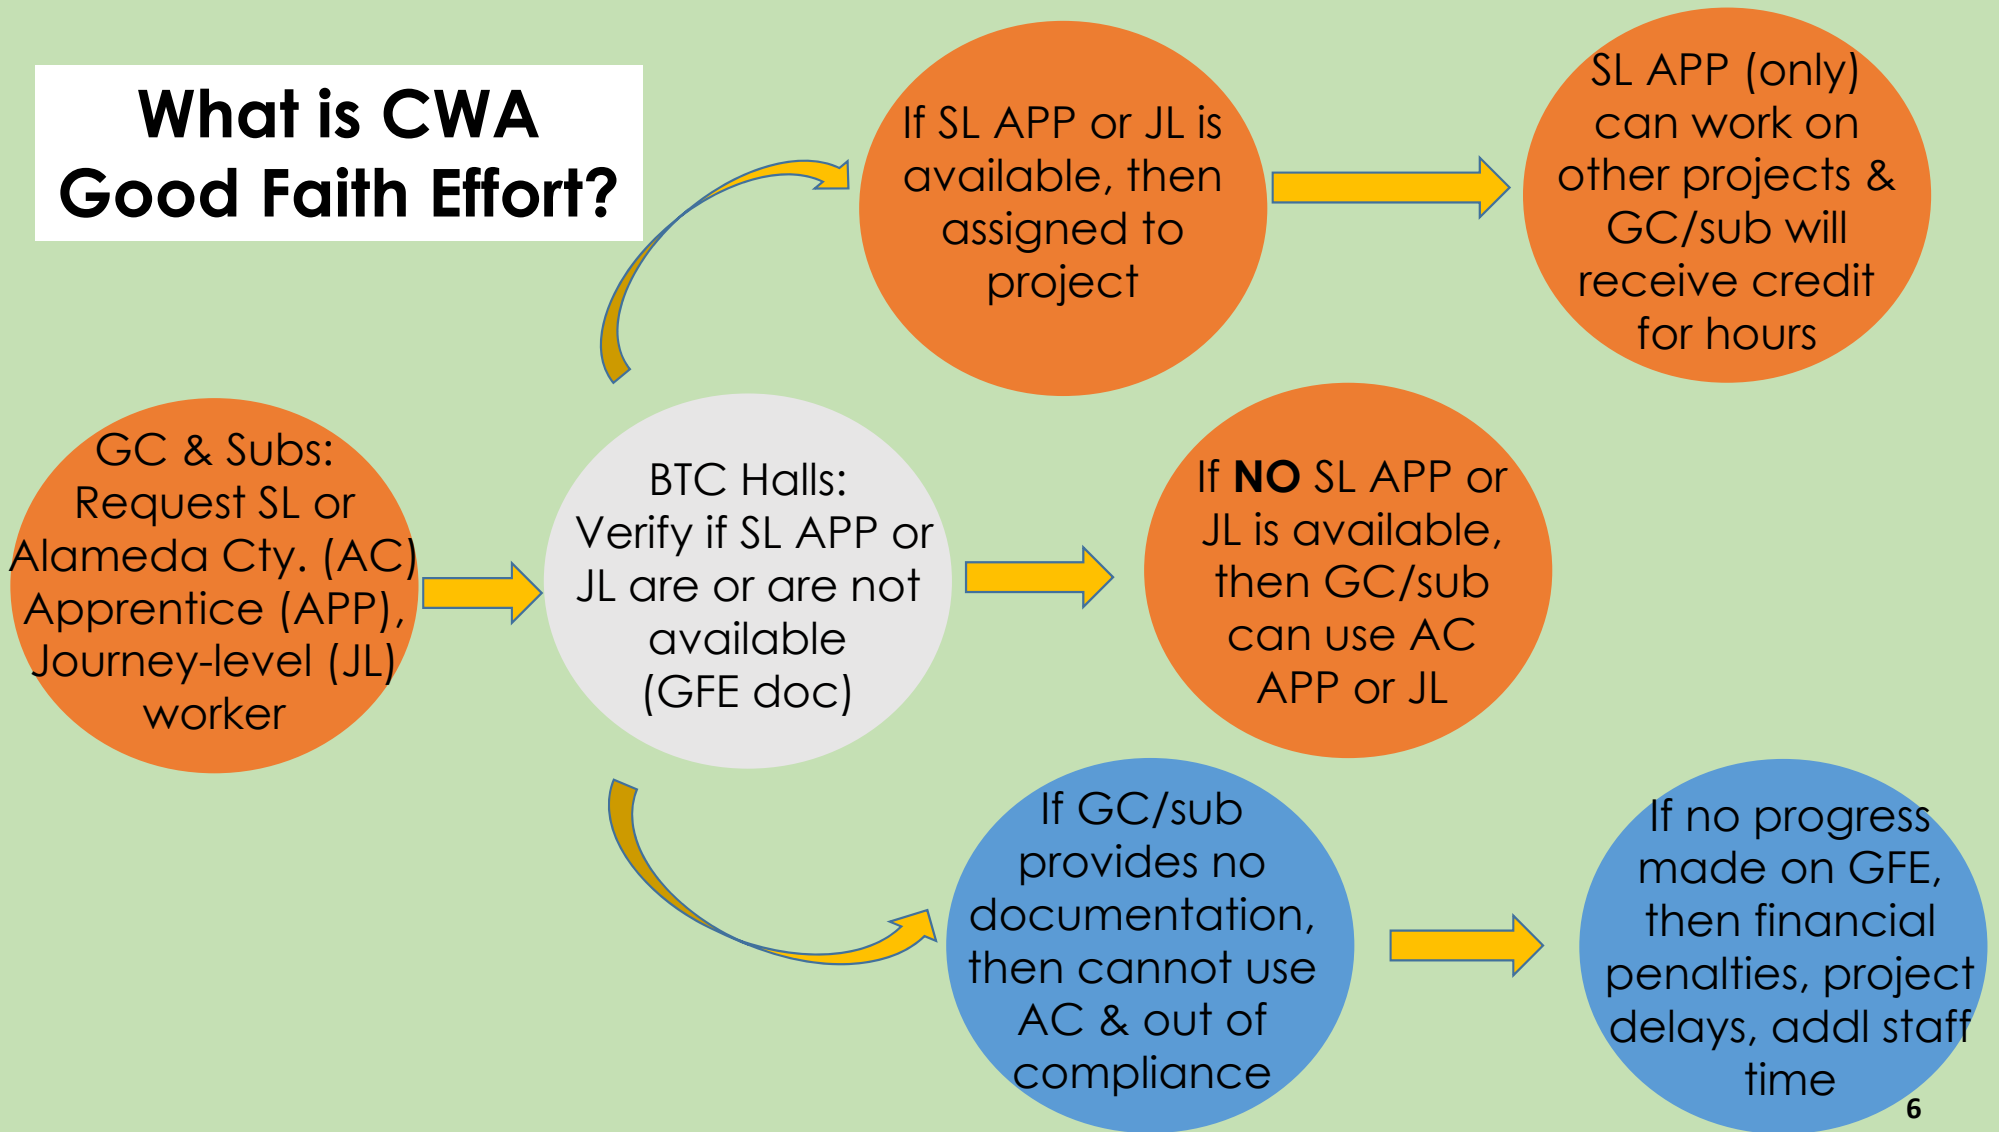 What is CWA
Good Faith Effort?
If SL APP or JL is
available, then
assigned to
project
SL APP (only)
can work on
other projects &
GC/sub will
receive credit
for hours
GC & Subs:
Request SL or
Alameda Cty. (AC)
Apprentice (APP),
Journey-level (JL)
worker
BTC Halls:
Verify if SL APP or
JL are or are not
available
(GFE doc)
If NO SL APP or
JL is available,
then GC/sub
can use AC
APP or JL
If GC/sub
provides no
documentation,
then cannot use
AC & out of
compliance
If no progress
made on GFE,
then financial
penalties, project
delays, addl staff
time
6